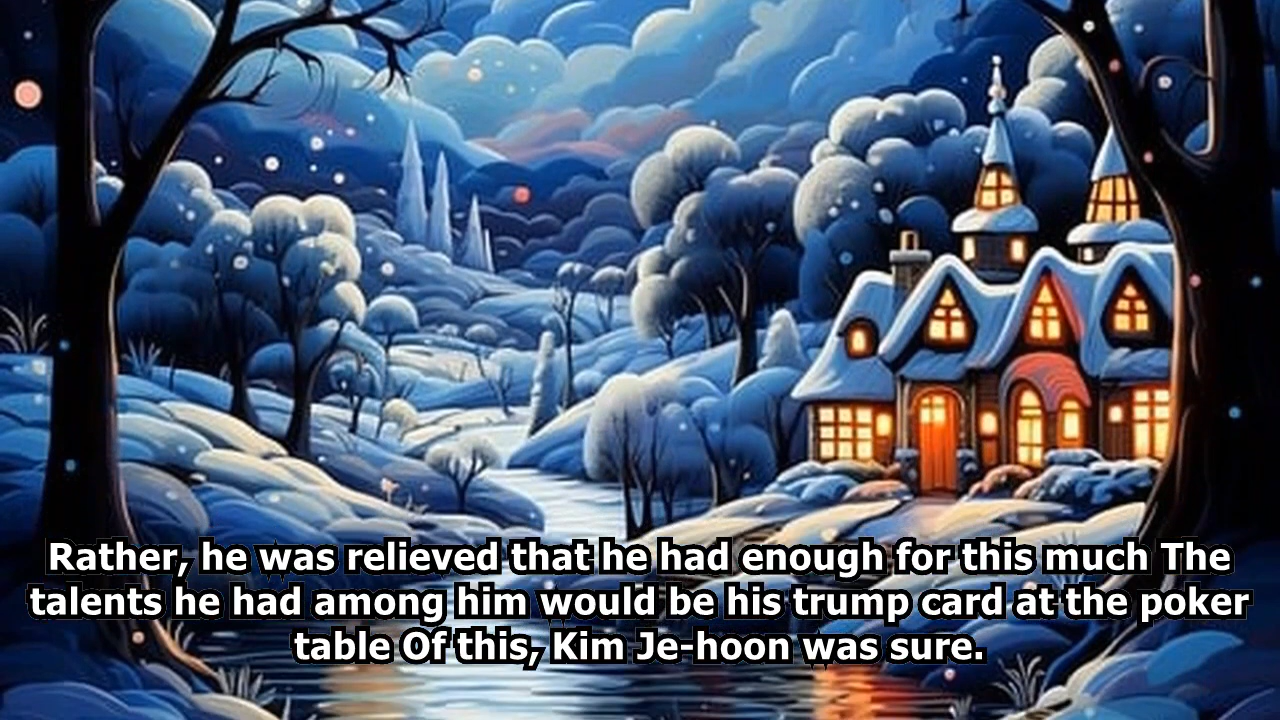 Rather, he was relieved that he had enough for this much The
talents he had among him would be his trump card at the poker
table Of this, Kim Je-hoon was sure.